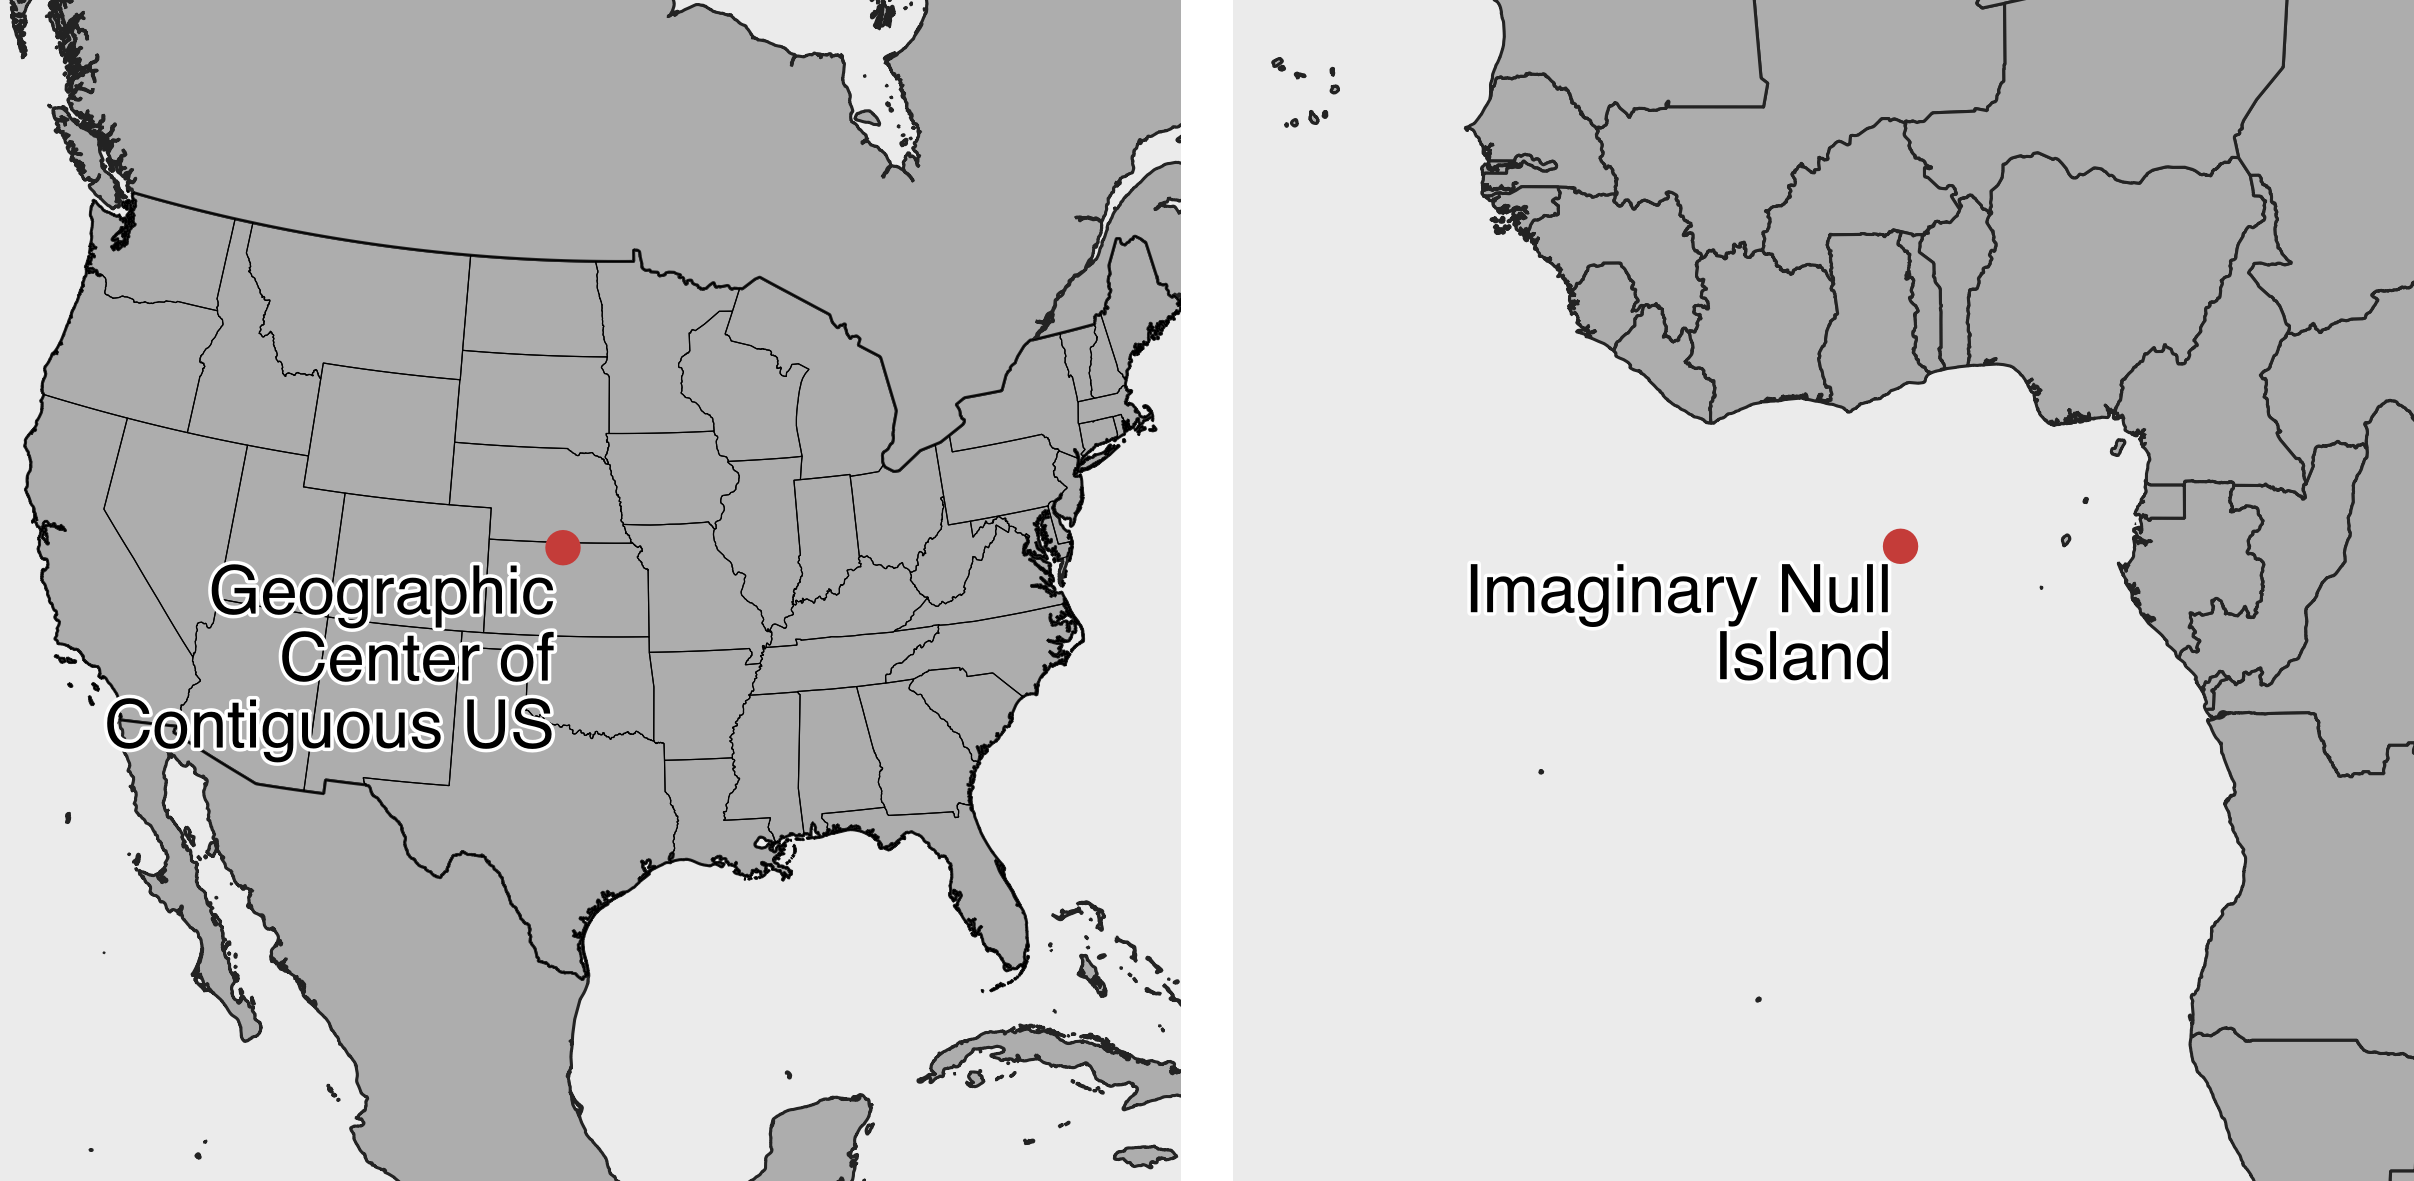 Geographic
Center of
Contiguous US
Imaginary Null
Island